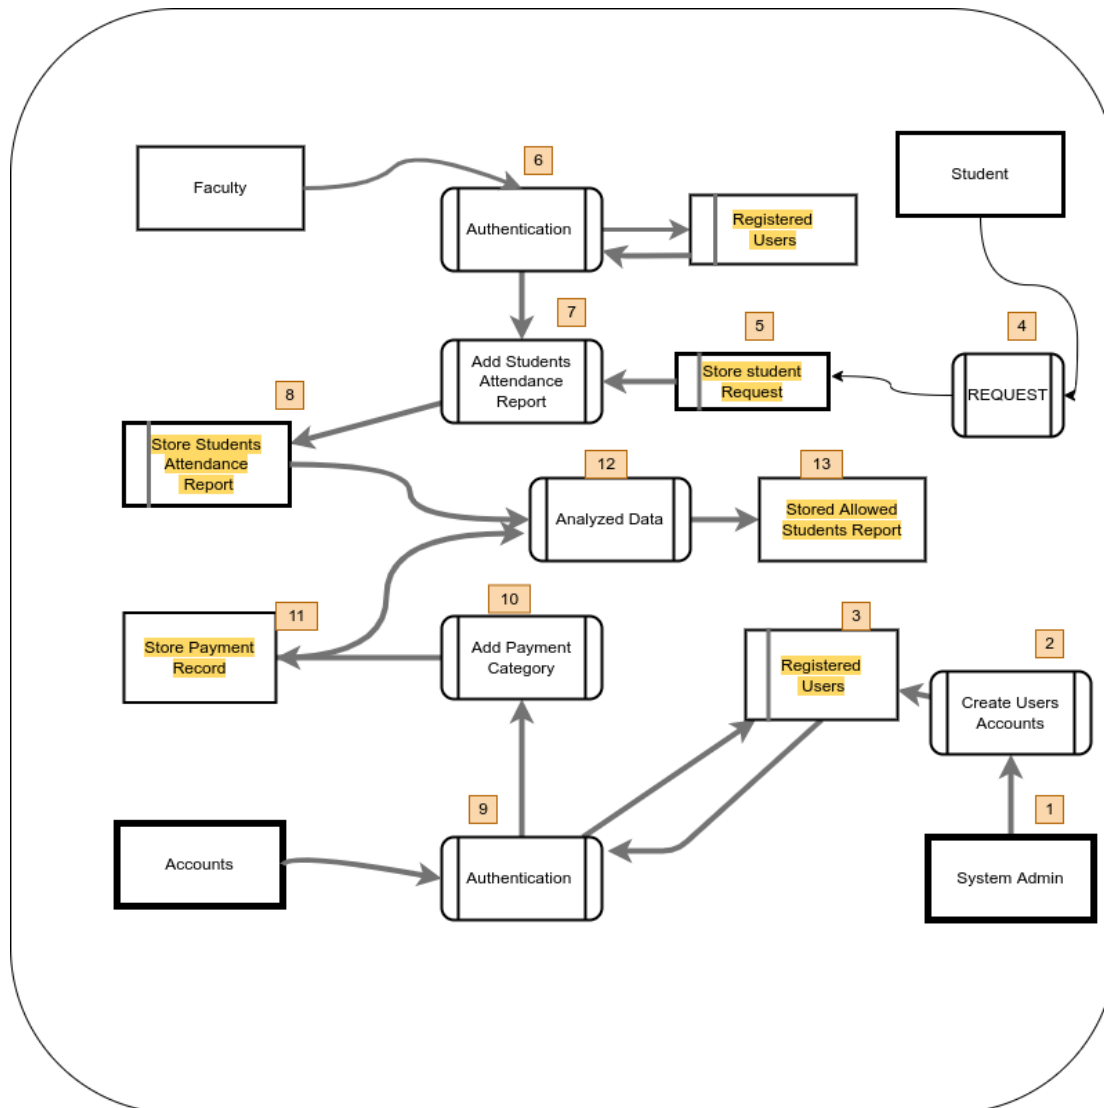 6
Faculty
Student
Authentication
Registered
Users
7
5
4
Add Students
Attendance
Report
Store student
Request
REQUEST
8
Store Students
Attendance
Report
12
13
Analyzed Data
Stored Allowed
Students Report
11
10
3
Store Payment
Record
Add Payment
Category
Registered
Users
2
Create Users
Accounts
9
1
Accounts
Authentication
System Admin